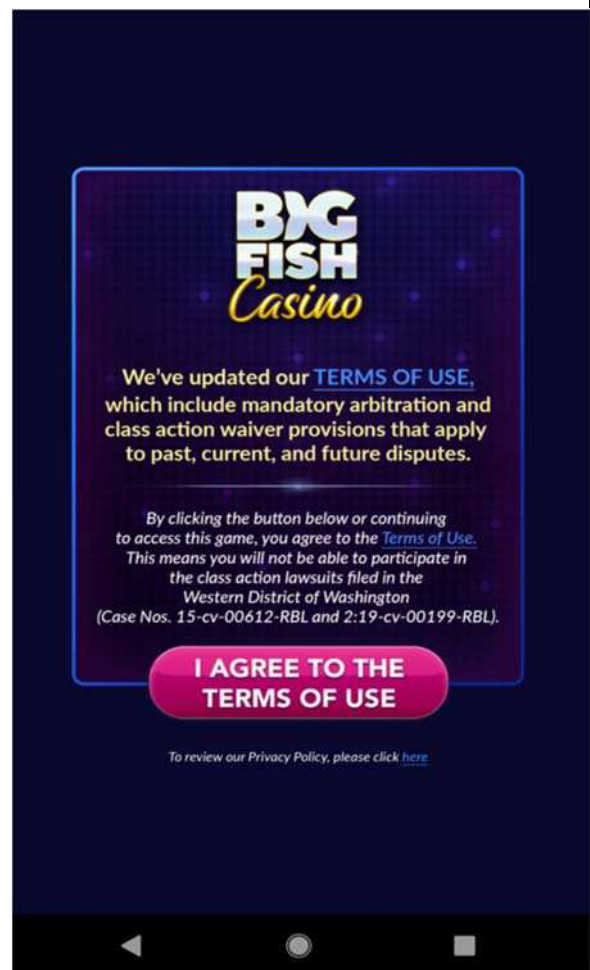 BIG
FISH
Casino
We've updated our TERMS OF USE,
which include mandatory arbitration and
class action waiver provisions that apply
to past, current, and future disputes.
By clicking the button below or continuing
to access this game, you agree to the Terms of Use.
This means you will not be able to participate in
the class action lawsuits filed in the
Western District of Washington
(Case Nos. 15-cv-00612-RBL and 2:19-cv-00199-RBL).
I AGREE TO THE
TERMS OF USE
To review our Privacy Policy, please click here